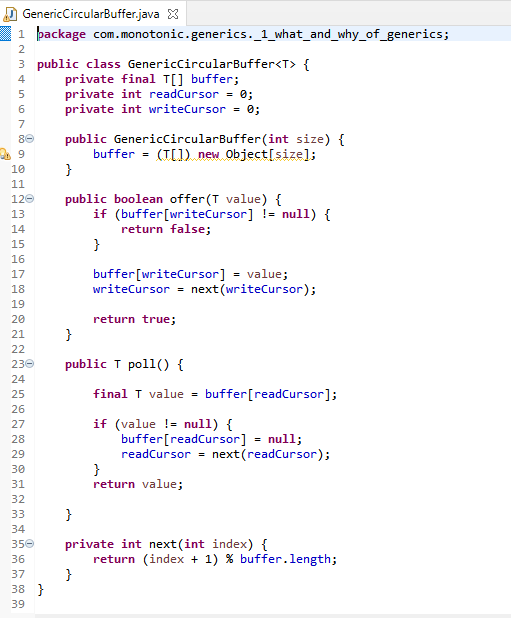 GenericCircularBuffer.java
1 package com.monotonic.generics._1_what_and_why_of_generics;
2
3 public class GenericCircularBuffer<T> {
4     private final T[] buffer;
5     private int readCursor = 0;
6     private int writeCursor = 0;
7
8     public GenericCircularBuffer(int size) {
9         buffer = (T[]) new Object[size];
10     }
11
12     public boolean offer(T value) {
13         if (buffer[writeCursor] != null) {
14             return false;
15         }
16
17         buffer[writeCursor] = value;
18         writeCursor = next(writeCursor);
19
20         return true;
21     }
22
23     public T poll() {
24
25         final T value = buffer[readCursor];
26
27         if (value != null) {
28             buffer[readCursor] = null;
29             readCursor = next(readCursor);
30         }
31         return value;
32
33     }
34
35     private int next(int index) {
36         return (index + 1) % buffer.length;
37     }
38 }
39